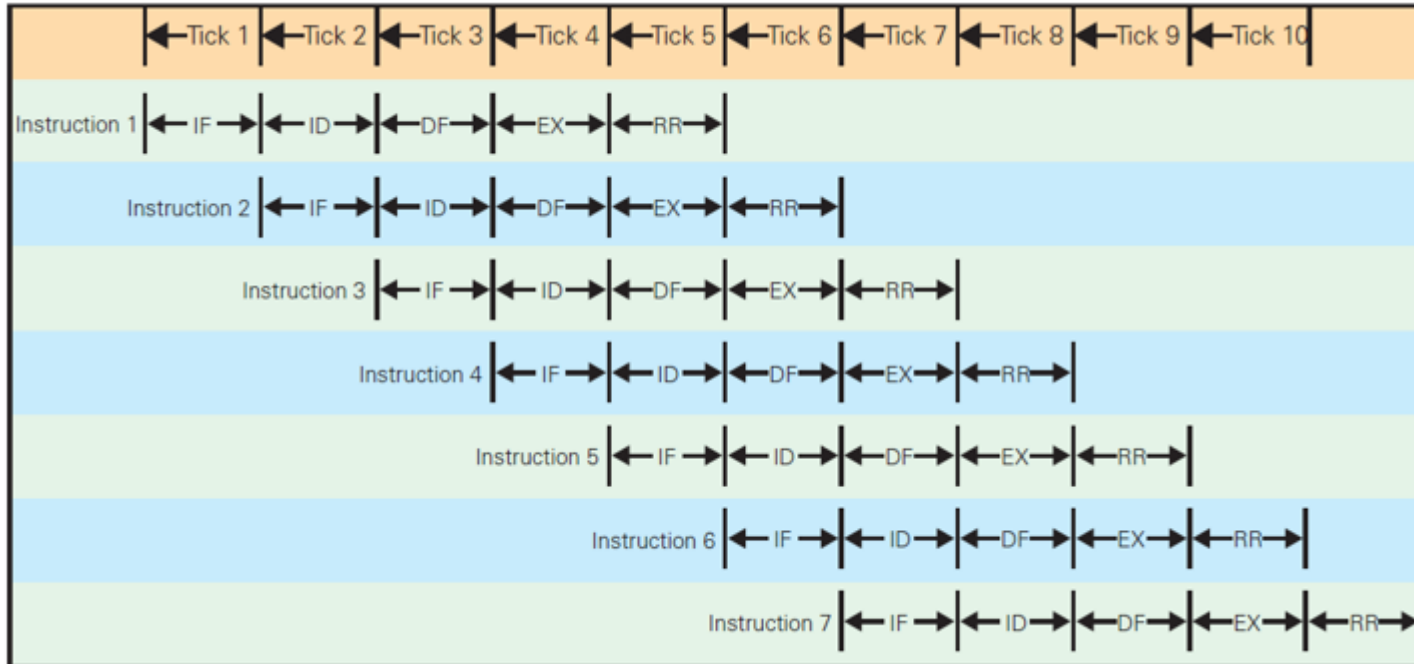 Tick 1 Tick 2 Tick 3 Tick 4 Tick 5 Tick 6 Tick 7 Tick 8 Tick 9 Tick 10
Instruction 1 IF ID DF EX RR
Instruction 2 IF ID DF EX RR
Instruction 3 IF ID DF EX RR
Instruction 4 IF ID DF EX RR
Instruction 5 IF ID DF EX RR
Instruction 6 IF ID DF EX RR
Instruction 7 IF ID DF EX RR